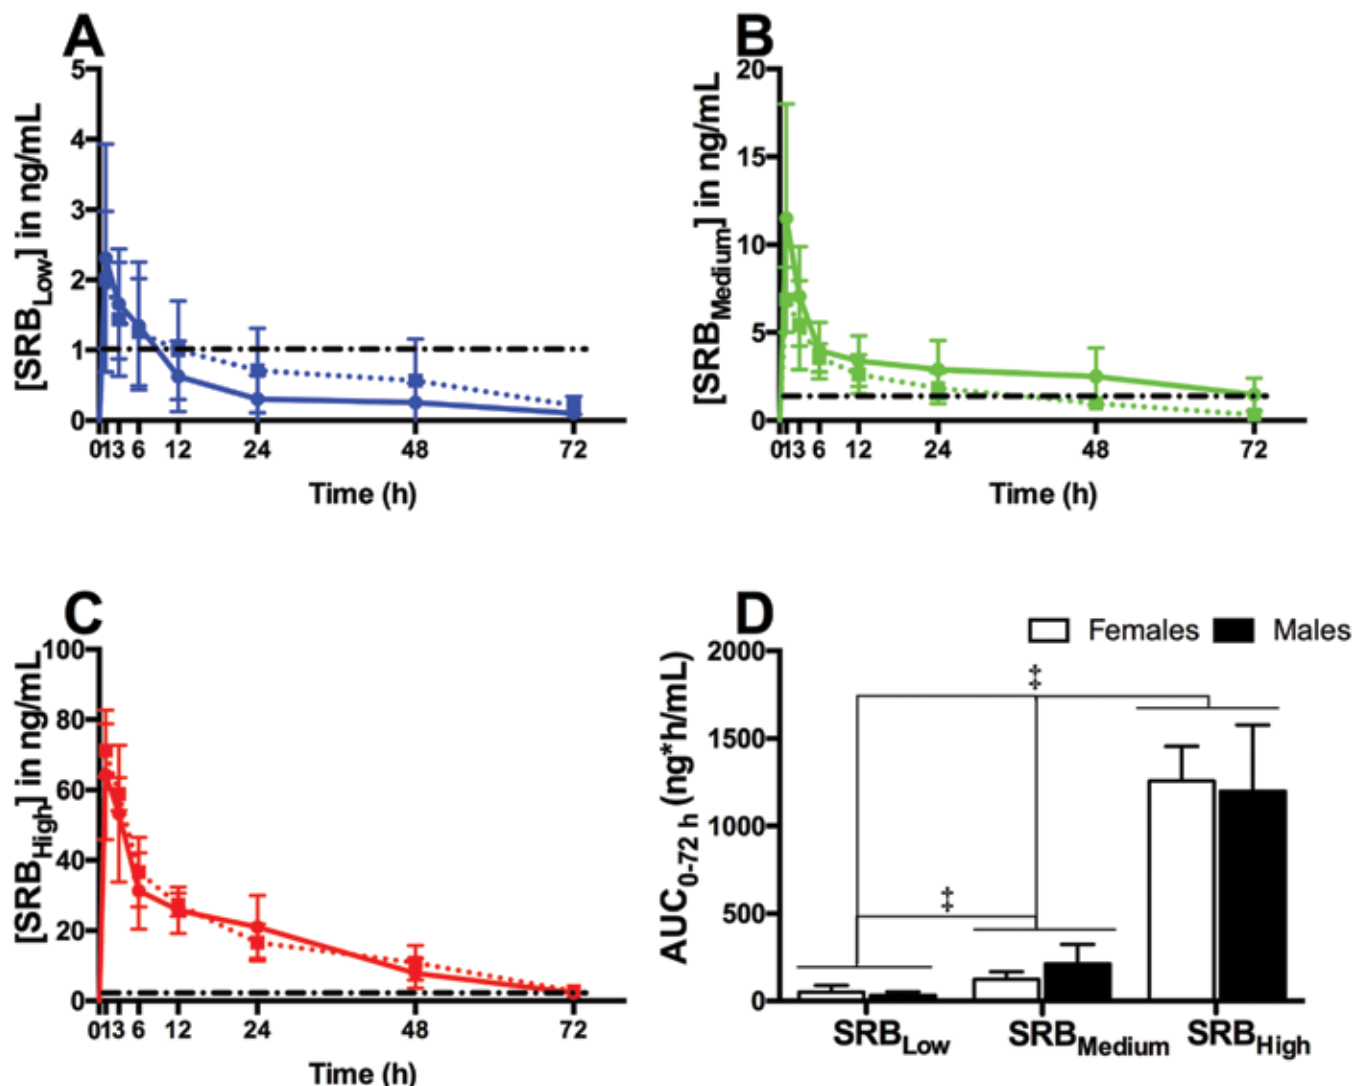 A
[SRBLow] in ng/mL
5
4
3
2
1
0
0 1 3 6 12 24 48 72
Time (h)
B
[SRBMedium] in ng/mL
20
15
10
5
0
0 1 3 6 12 24 48 72
Time (h)
C
[SRBHigh] in ng/mL
100
80
60
40
20
0
0 1 3 6 12 24 48 72
Time (h)
D
Females Males
AUC0-72 h (ng*h/mL)
2000
1500
1000
500
0
‡
‡
SRBLow SRBMedium SRBHigh